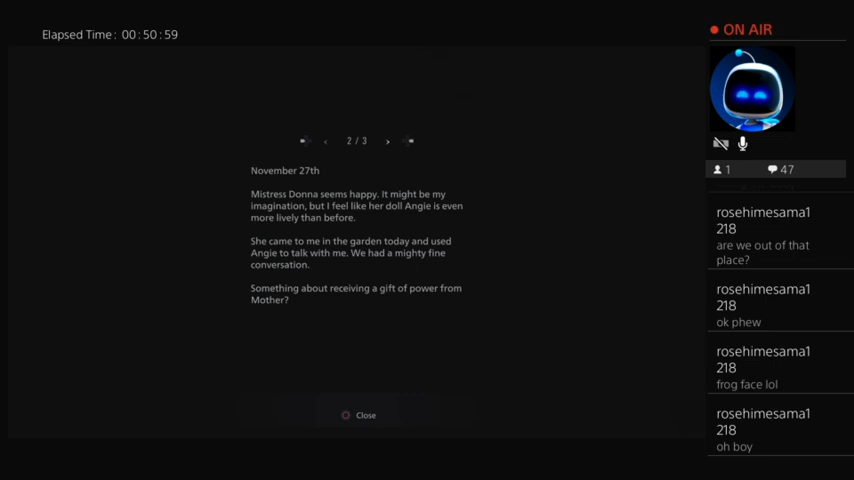 Elapsed Time: 00:50:59
ON AIR
1
47
2 / 3
November 27th
Mistress Donna seems happy. It might be my
imagination, but I feel like her doll Angie is even
more lively than before.
She came to me in the garden today and used
Angie to talk with me. We had a mighty fine
conversation.
Something about receiving a gift of power from
Mother?
Close
rosehimesama1
218
are we out of that
place?
rosehimesama1
218
ok phew
rosehimesama1
218
frog face lol
rosehimesama1
218
oh boy